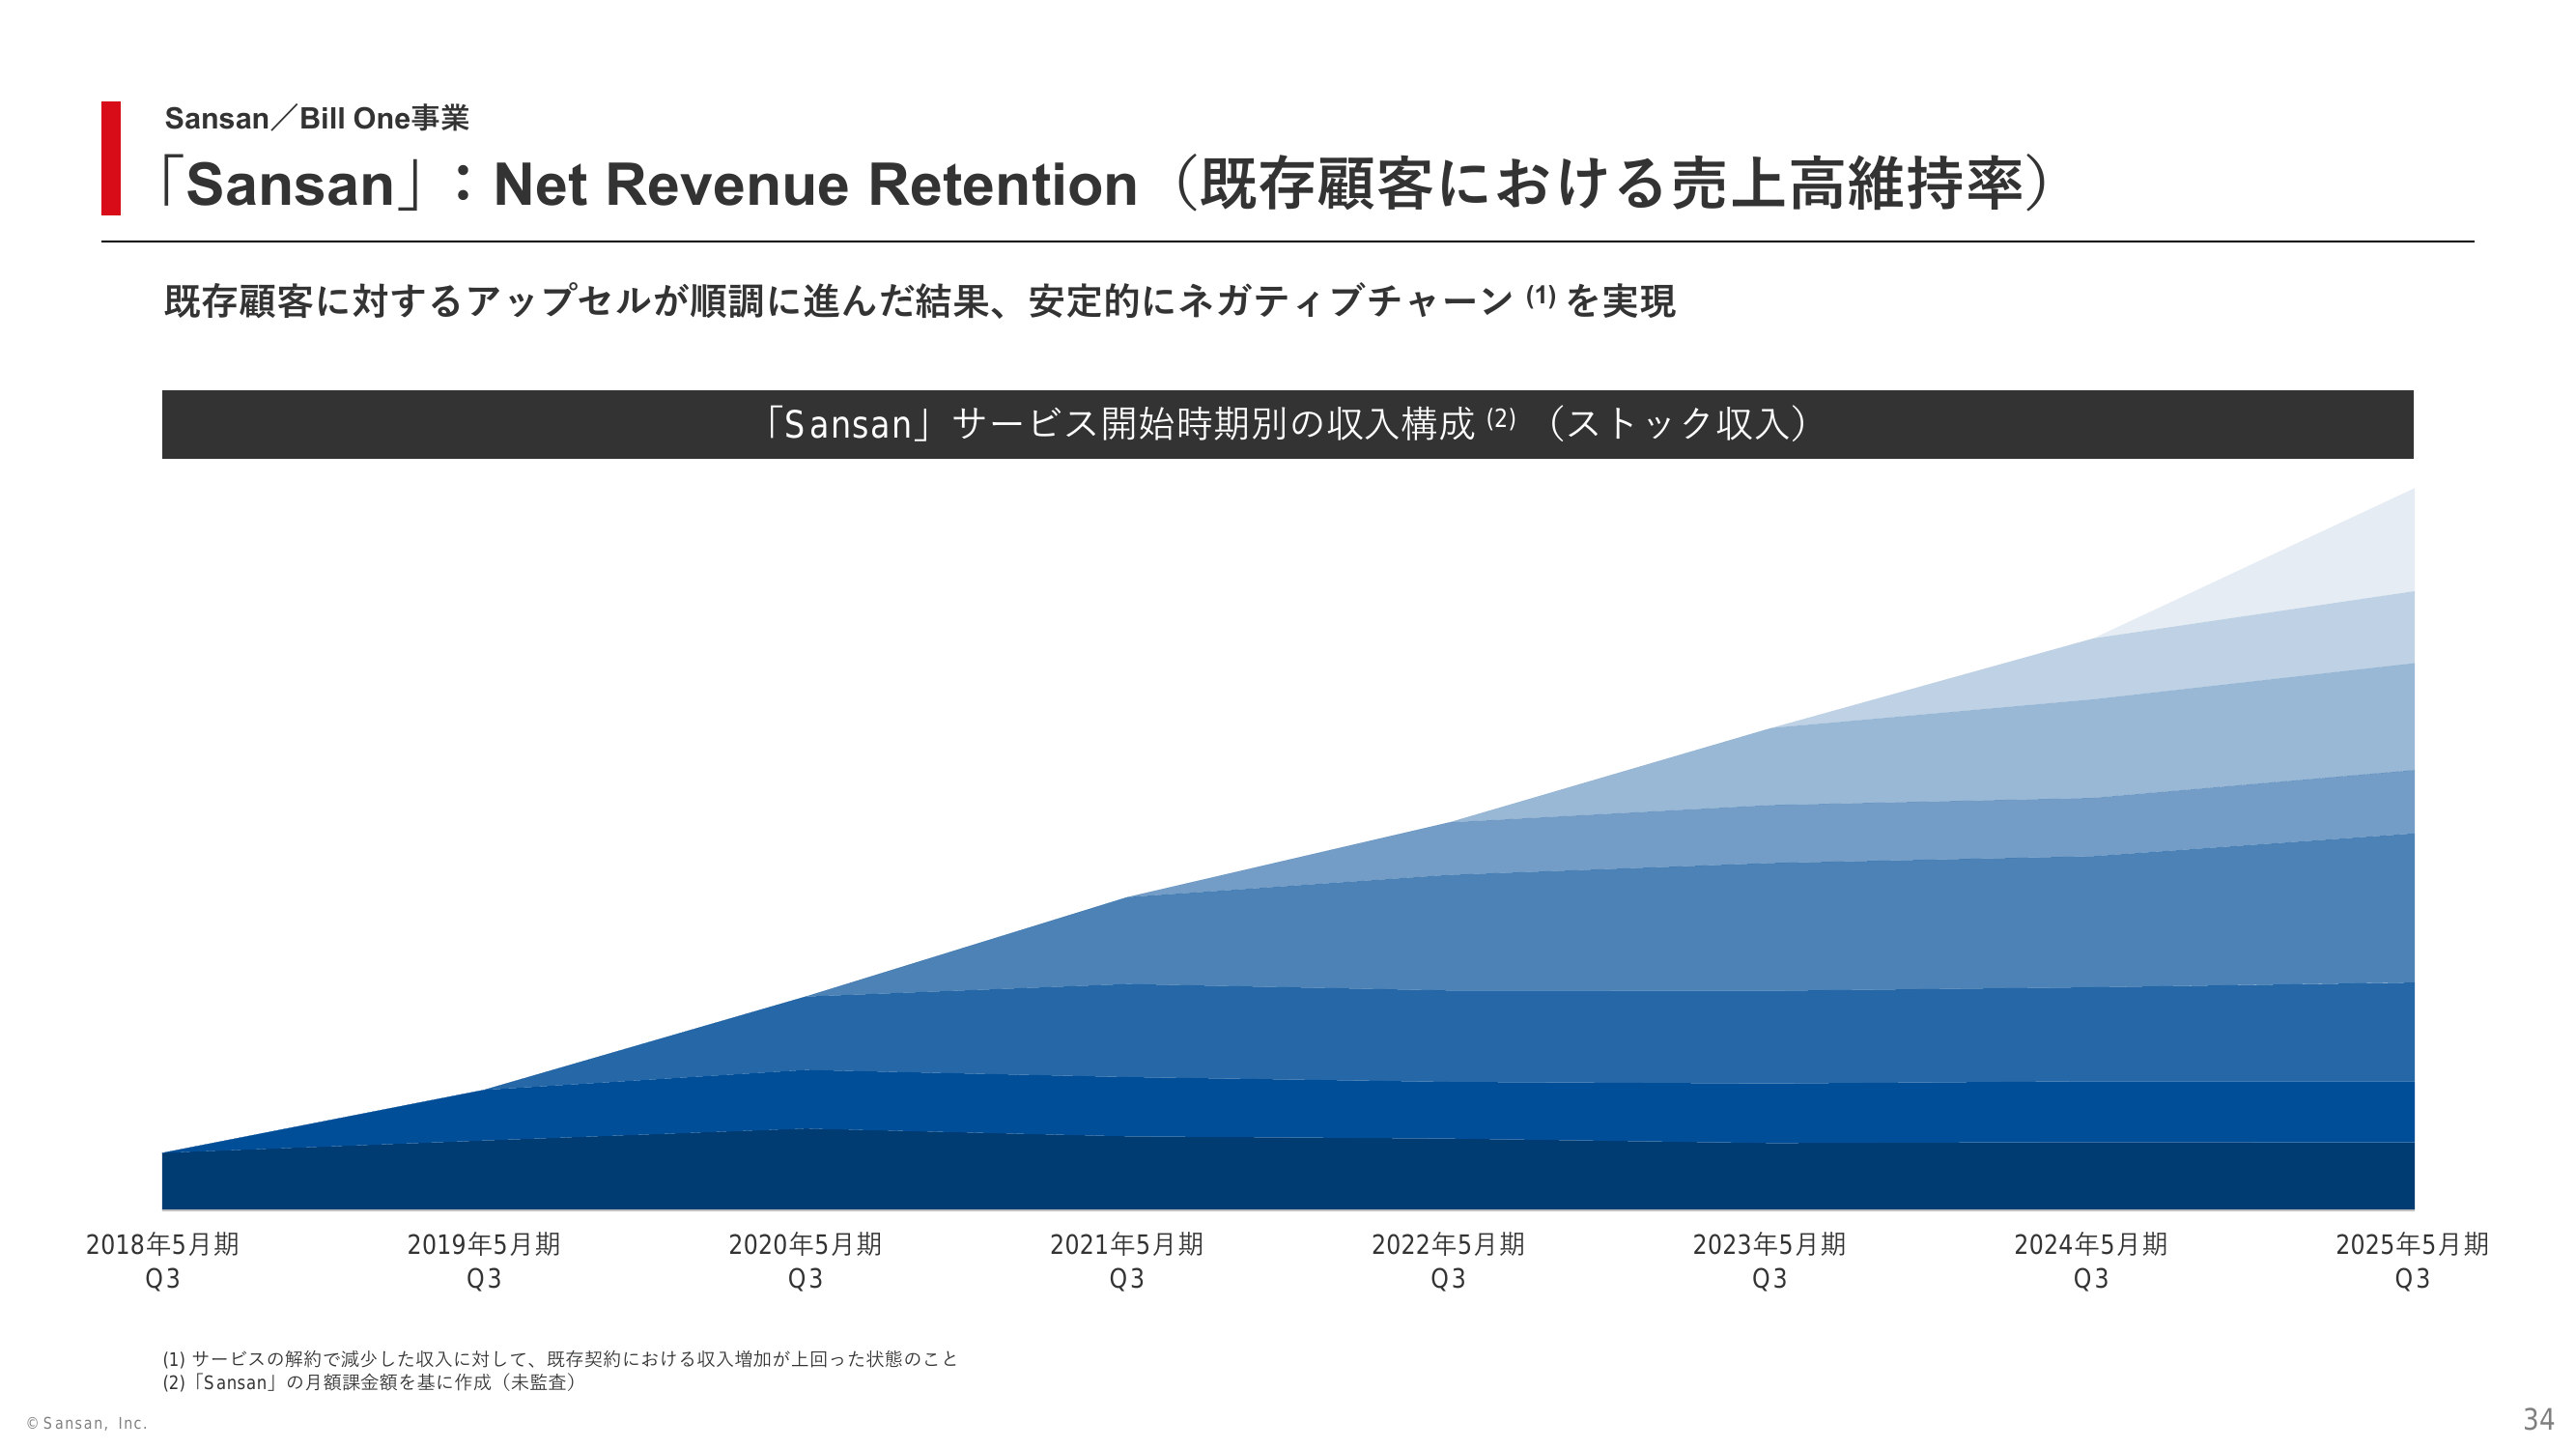 Sansan／Bill One事業
「Sansan」：Net Revenue Retention（既存顧客における売上高維持率）
既存顧客に対するアップセルが順調に進んだ結果、安定的にネガティブチャーン (1) を実現
「Sansan」サービス開始時期別の収入構成 (2) （ストック収入）
2018年5月期 2019年5月期 2020年5月期 2021年5月期 2022年5月期 2023年5月期 2024年5月期 2025年5月期
Q3 Q3 Q3 Q3 Q3 Q3 Q3 Q3
(1) サービスの解約で減少した収入に対して、既存契約における収入増加が上回った状態のこと
(2)「Sansan」の月額課金額を基に作成（未監査）
© Sansan, Inc.
34